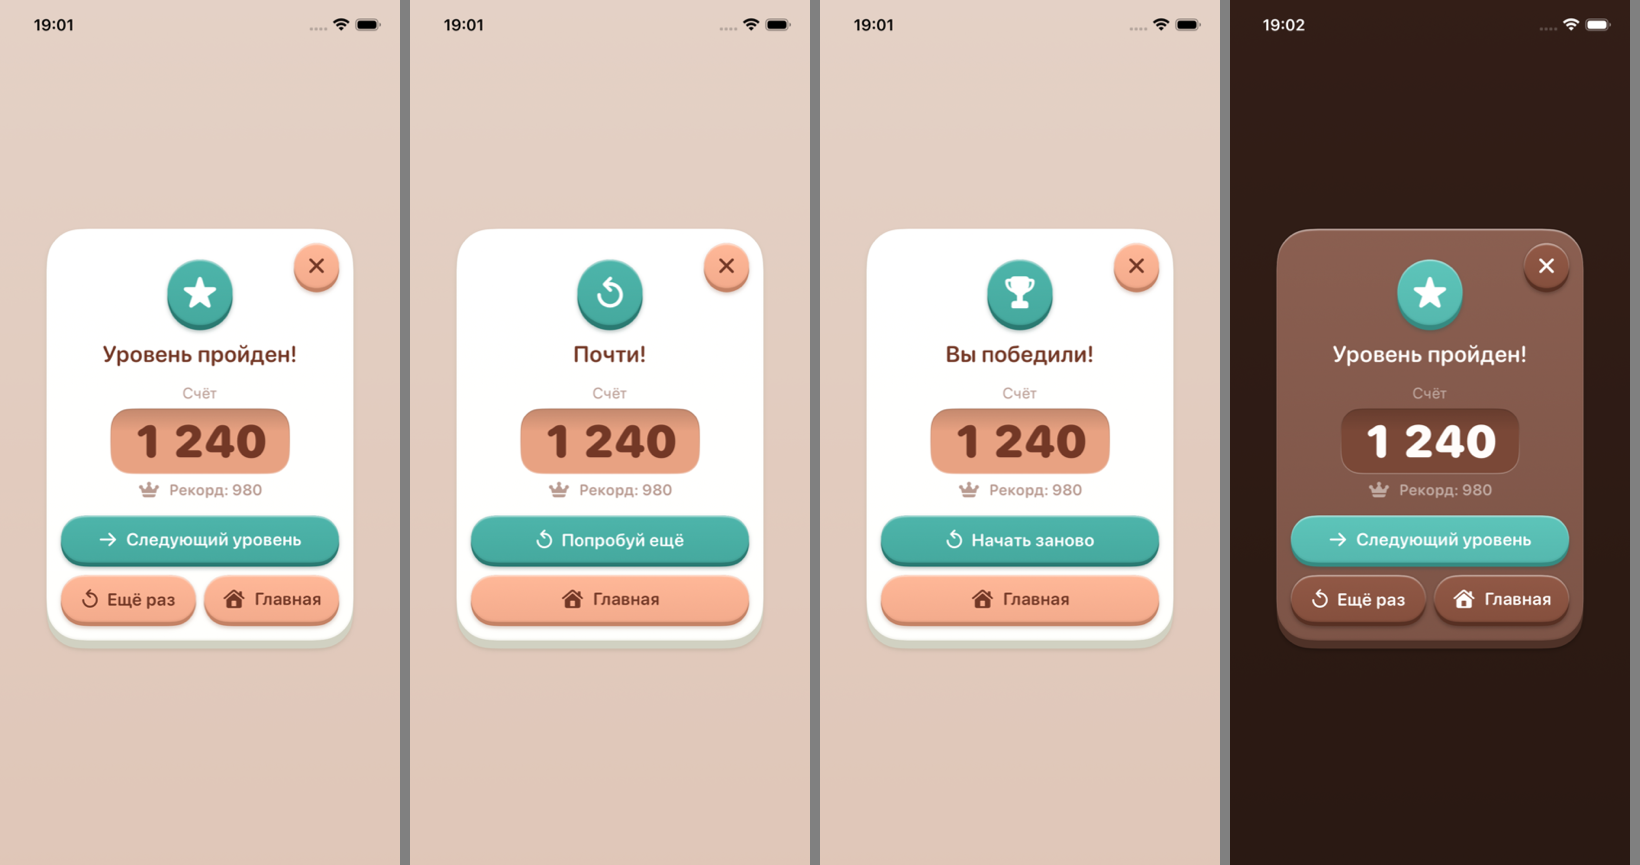 19:01
Уровень пройден!
Счёт
1 240
Рекорд: 980
Следующий уровень
Ещё раз
Главная
19:01
Почти!
Счёт
1 240
Рекорд: 980
Попробуй ещё
Главная
19:01
Вы победили!
Счёт
1 240
Рекорд: 980
Начать заново
Главная
19:02
Уровень пройден!
Счёт
1 240
Рекорд: 980
Следующий уровень
Ещё раз
Главная